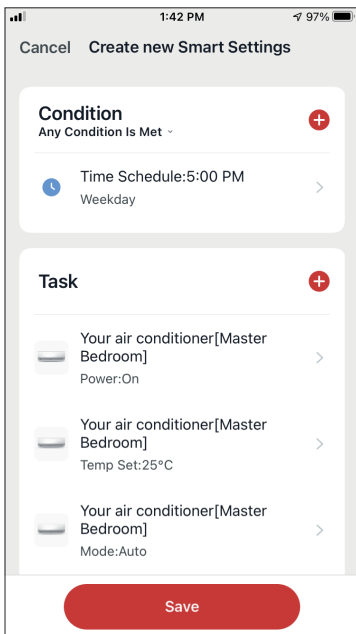 1:42 PM
97%
Cancel Create new Smart Settings
Condition
Any Condition Is Met
Time Schedule:5:00 PM
Weekday
Task
Your air conditioner[Master
Bedroom]
Power:On
Your air conditioner[Master
Bedroom]
Temp Set:25°C
Your air conditioner[Master
Bedroom]
Mode:Auto
Save